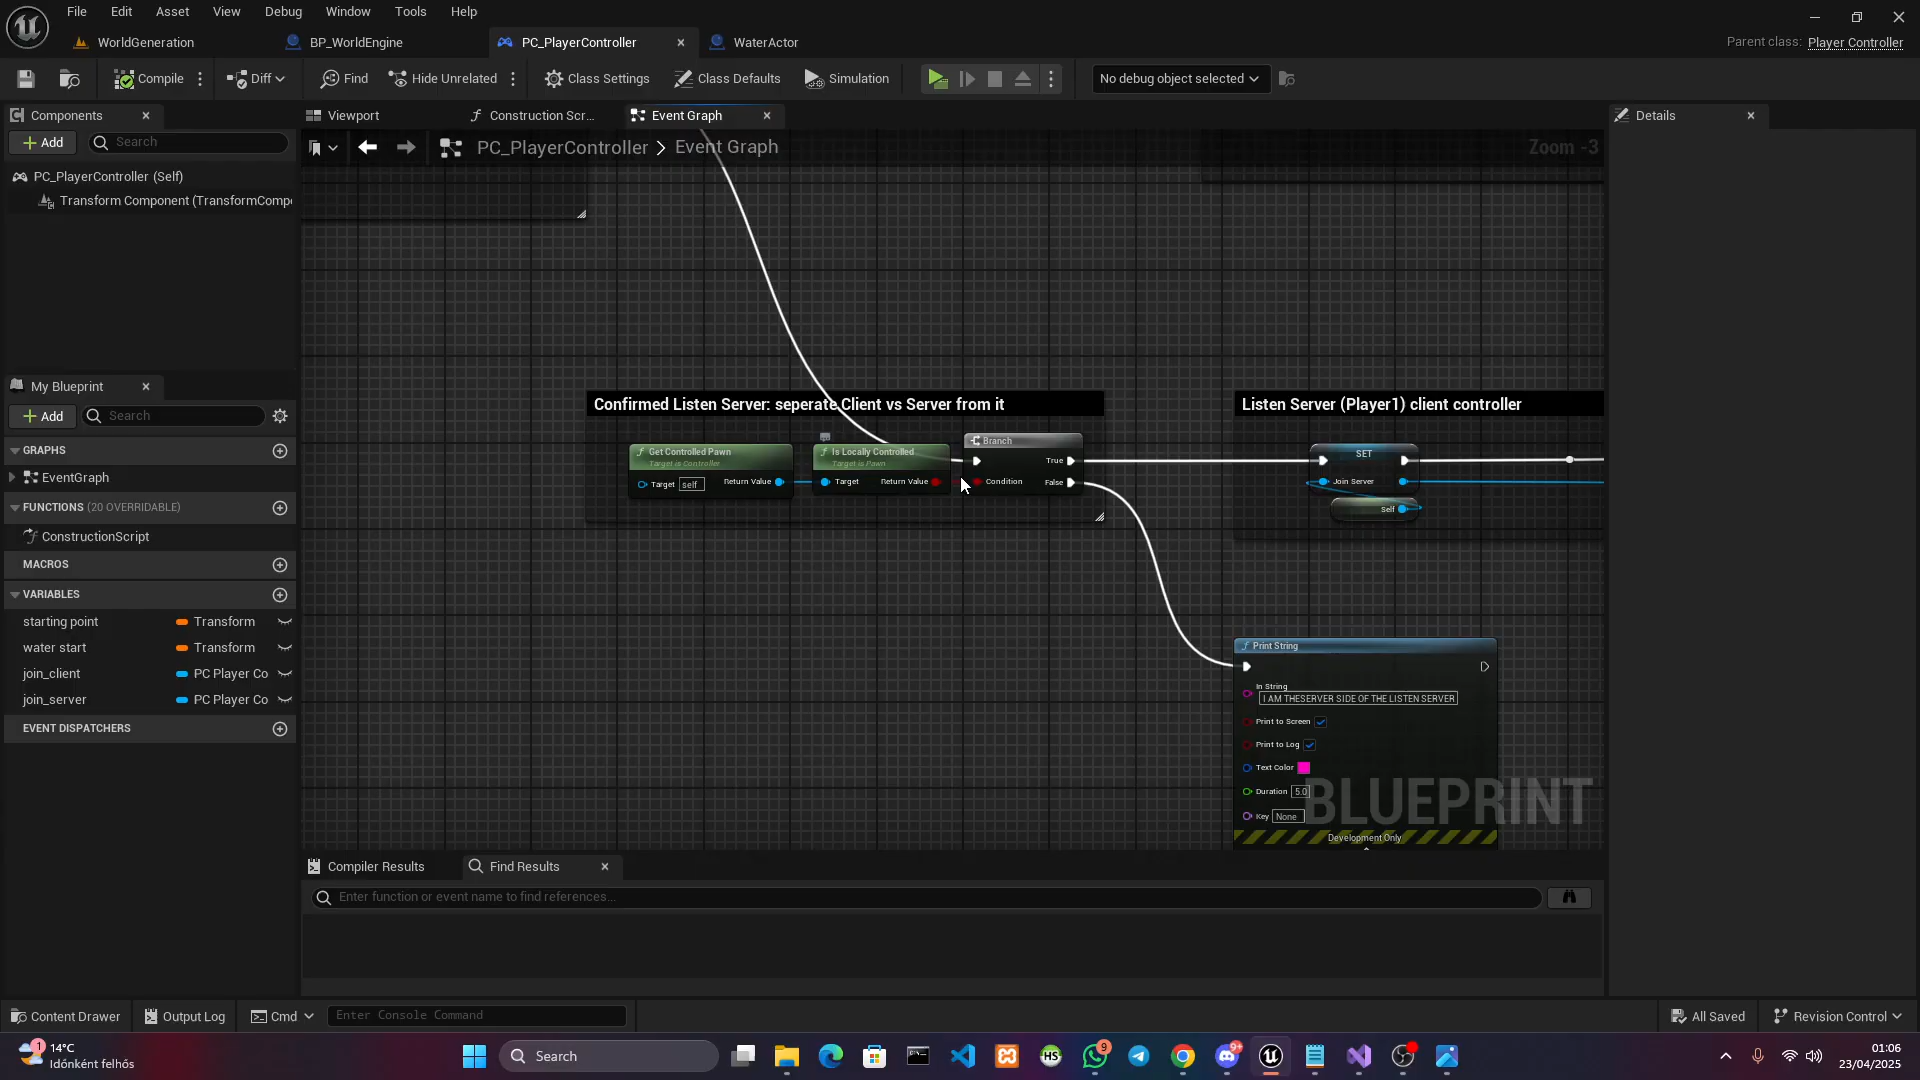 File Edit Asset View Debug Window Tools Help
WorldGeneration BP_WorldEngine PC_PlayerController WaterActor
Parent class: Player Controller
Compile Diff Find Hide Unrelated Class Settings Class Defaults Simulation No debug object selected
Components Viewport Construction Scr... Event Graph Details
Add Search
PC_PlayerController > Event Graph Zoom -3
PC_PlayerController (Self)
Transform Component (TransformCompo
My Blueprint
Add Search
GRAPHS
EventGraph
FUNCTIONS (20 OVERRIDABLE)
ConstructionScript
MACROS
VARIABLES
starting point Transform
water start Transform
join_client PC Player Co
join_server PC Player Co
EVENT DISPATCHERS
Confirmed Listen Server: seperate Client vs Server from it
Get Controlled Pawn
Target is Controller
Target self Return Value
Is Locally Controlled
Target is Pawn
Target Return Value
Branch
True
Condition False
Listen Server (Player1) client controller
SET
Join Server
Self
Print String
In String
I AM THESERVER SIDE OF THE LISTEN SERVER
Print to Screen
Print to Log
Text Color
Duration 5.0
Key None
Development Only
BLUEPRINT
Compiler Results Find Results
Enter function or event name to find references...
Content Drawer Output Log Cmd Enter Console Command All Saved Revision Control
1
14°C
Időnként felhős
Search
HS
9
9+
01:06
23/04/2025